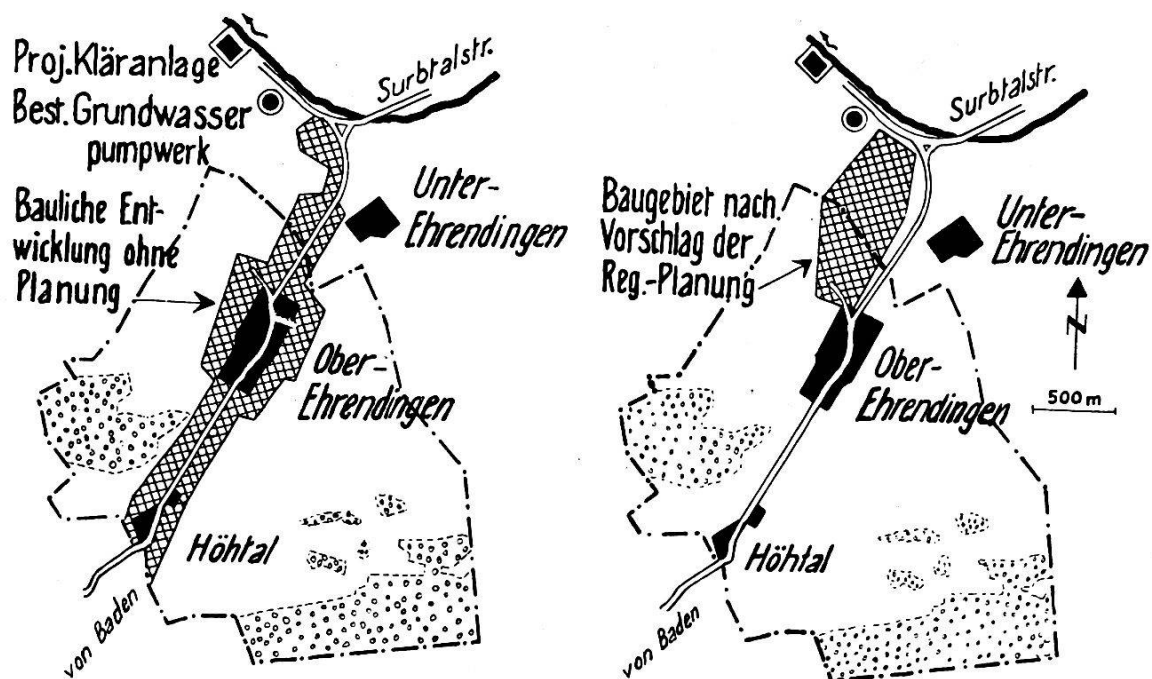 Proj. Kläranlage
Best. Grundwasser
pumpwerk
Surbtalstr.
Unter-
Ehrendingen
Bauliche Ent-
wicklung ohne
Planung
Ober-
Ehrendingen
Höhtal
von Baden
Surbtalstr.
Baugebiet nach
Vorschlag der
Reg.-Planung
Unter-
Ehrendingen
N
500 m
Ober-
Ehrendingen
Höhtal
von Baden